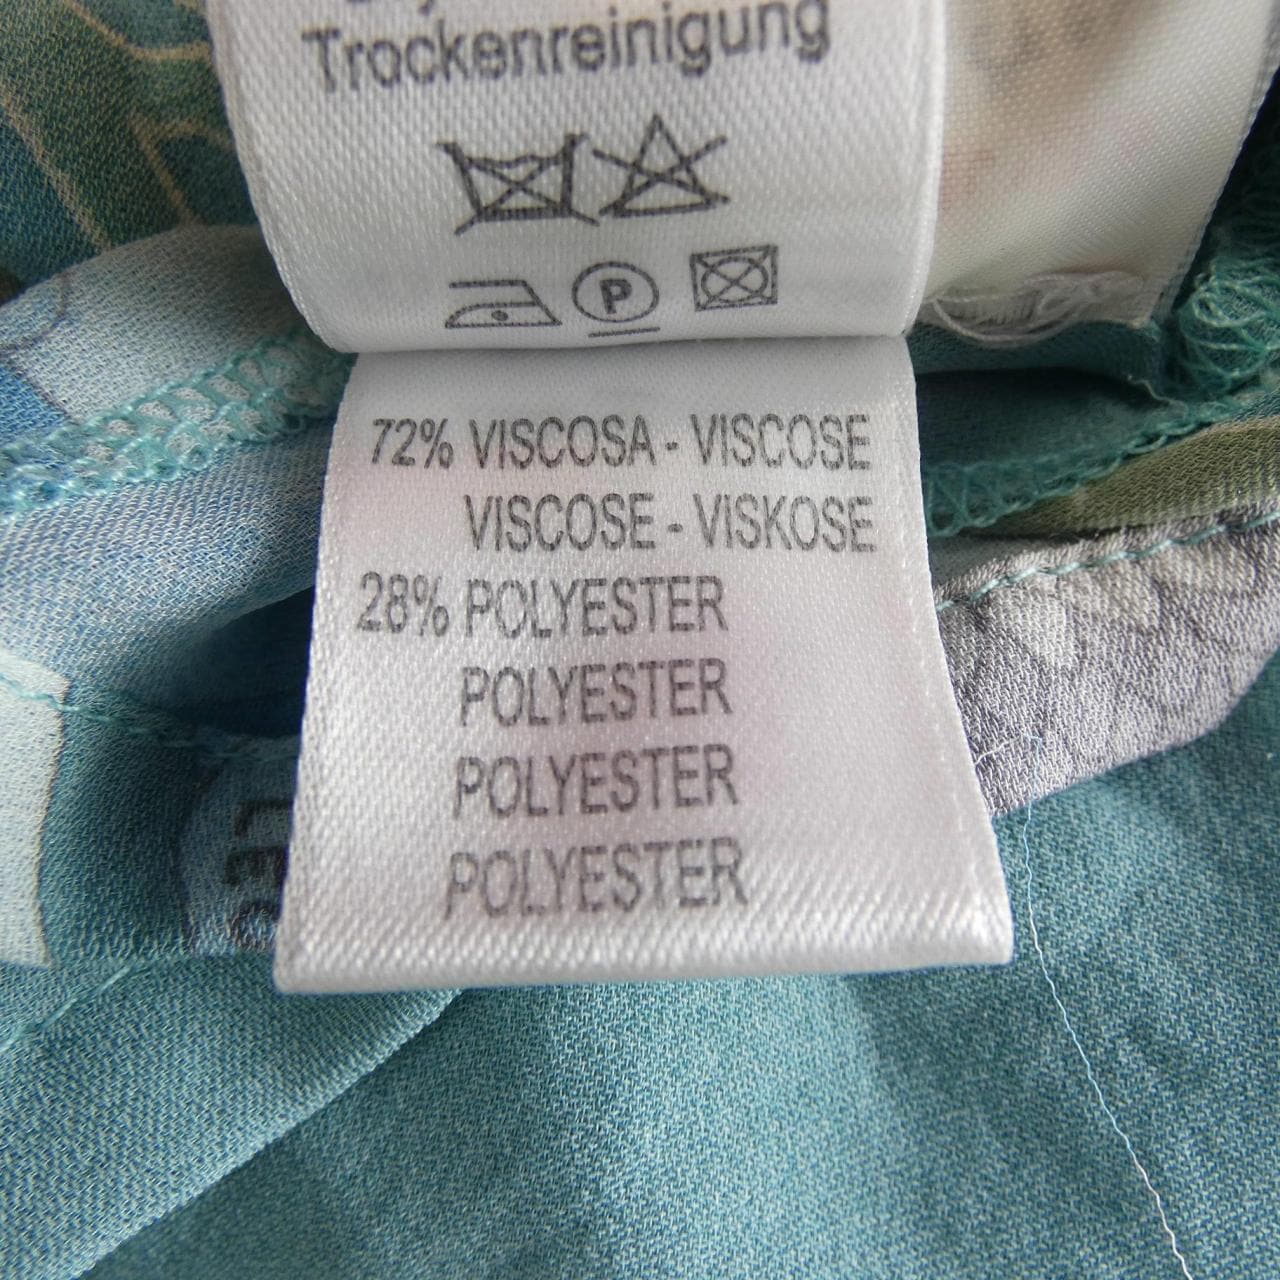 Trockenreinigung
P
72% VISCOSA - VISCOSE
VISCOSE - VISKOSE
28% POLYESTER
POLYESTER
POLYESTER
POLYESTER